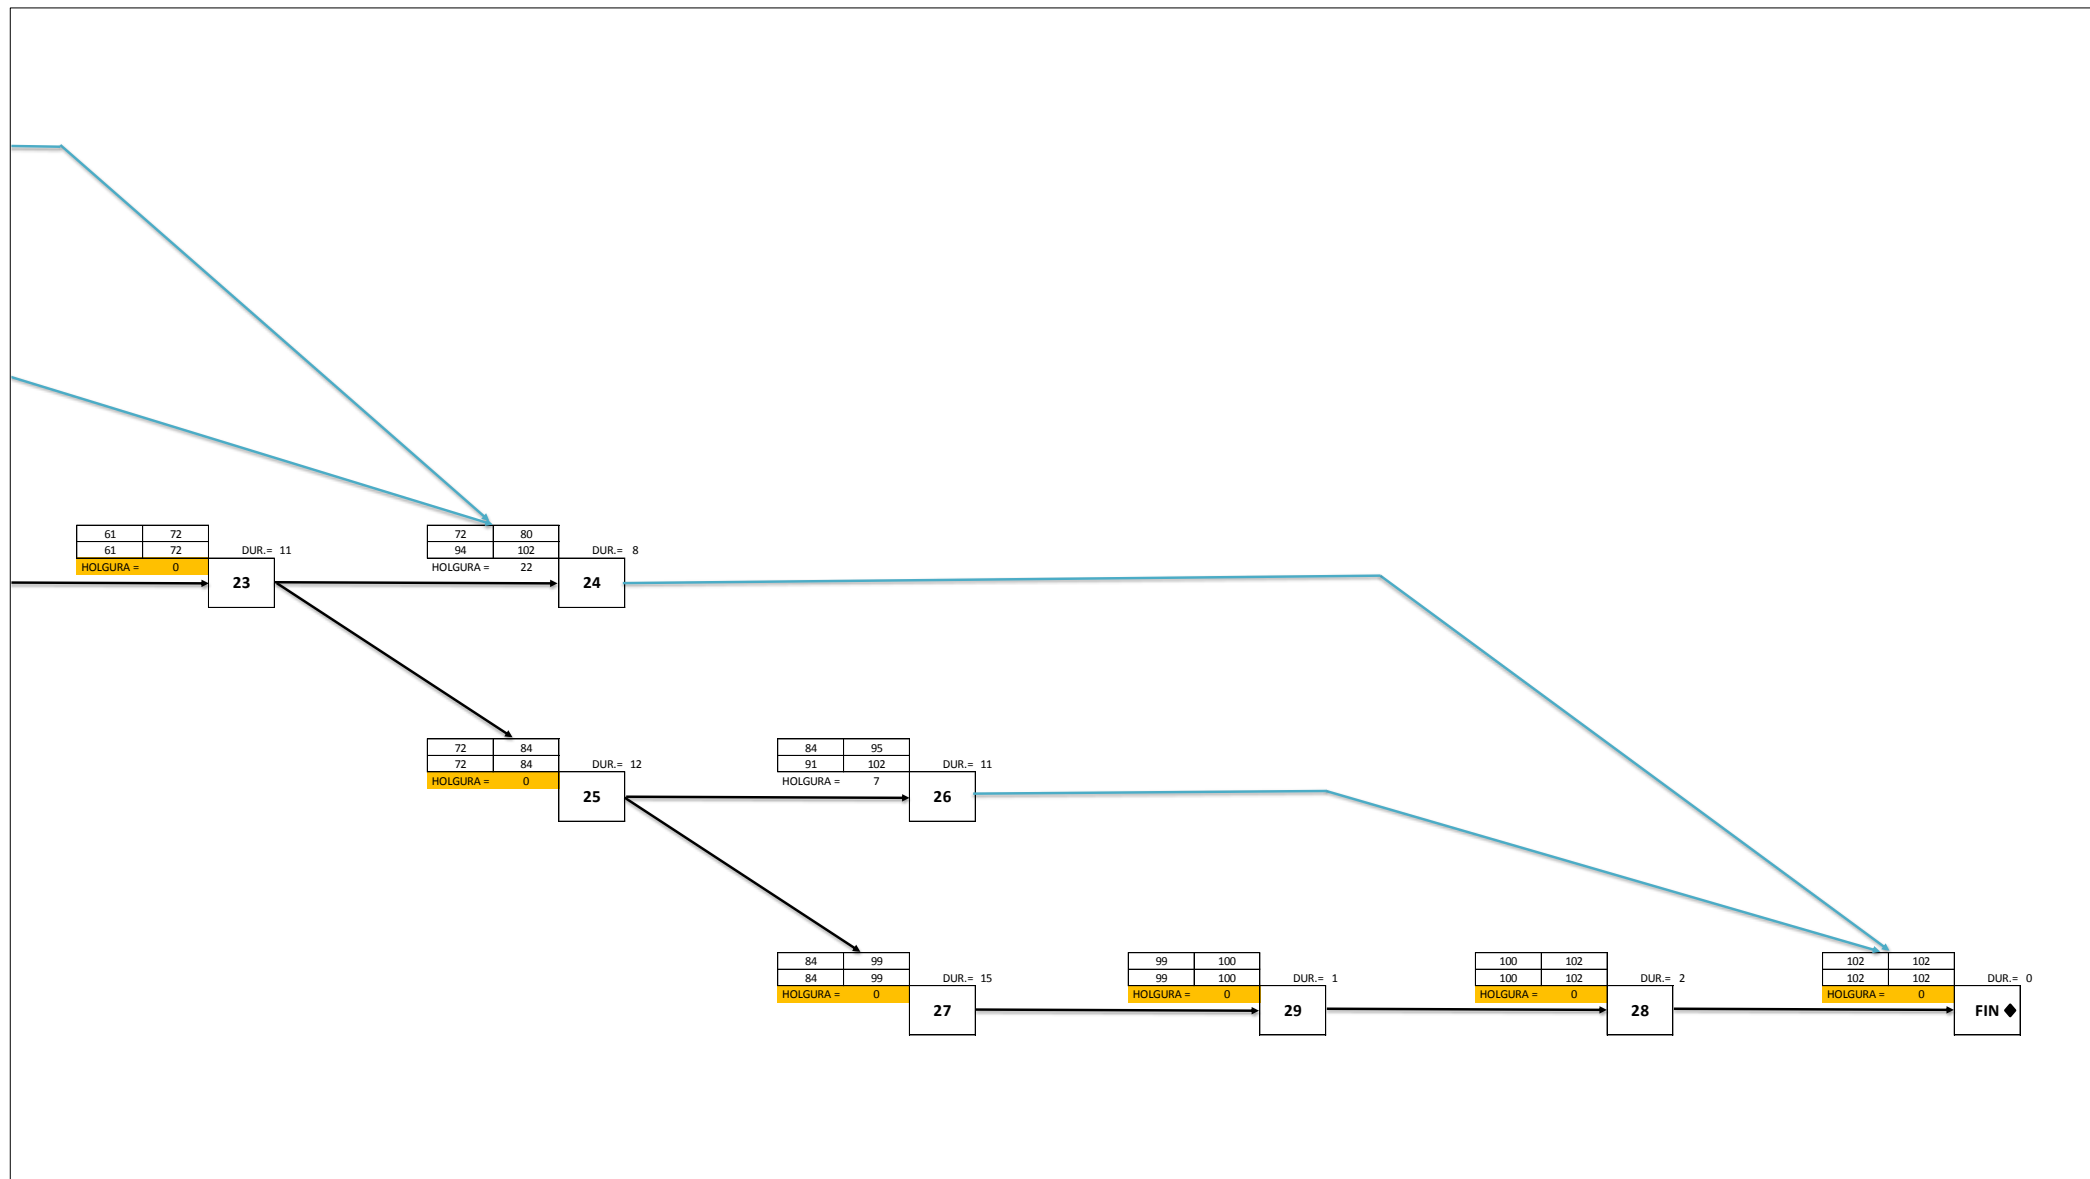 61 72
61 72
HOLGURA = 0
DUR.= 11
23
72 80
94 102
HOLGURA = 22
DUR.= 8
24
72 84
72 84
HOLGURA = 0
DUR.= 12
25
84 95
91 102
HOLGURA = 7
DUR.= 11
26
84 99
84 99
HOLGURA = 0
DUR.= 15
27
99 100
99 100
HOLGURA = 0
DUR.= 1
29
100 102
100 102
HOLGURA = 0
DUR.= 2
28
102 102
102 102
HOLGURA = 0
DUR.= 0
FIN